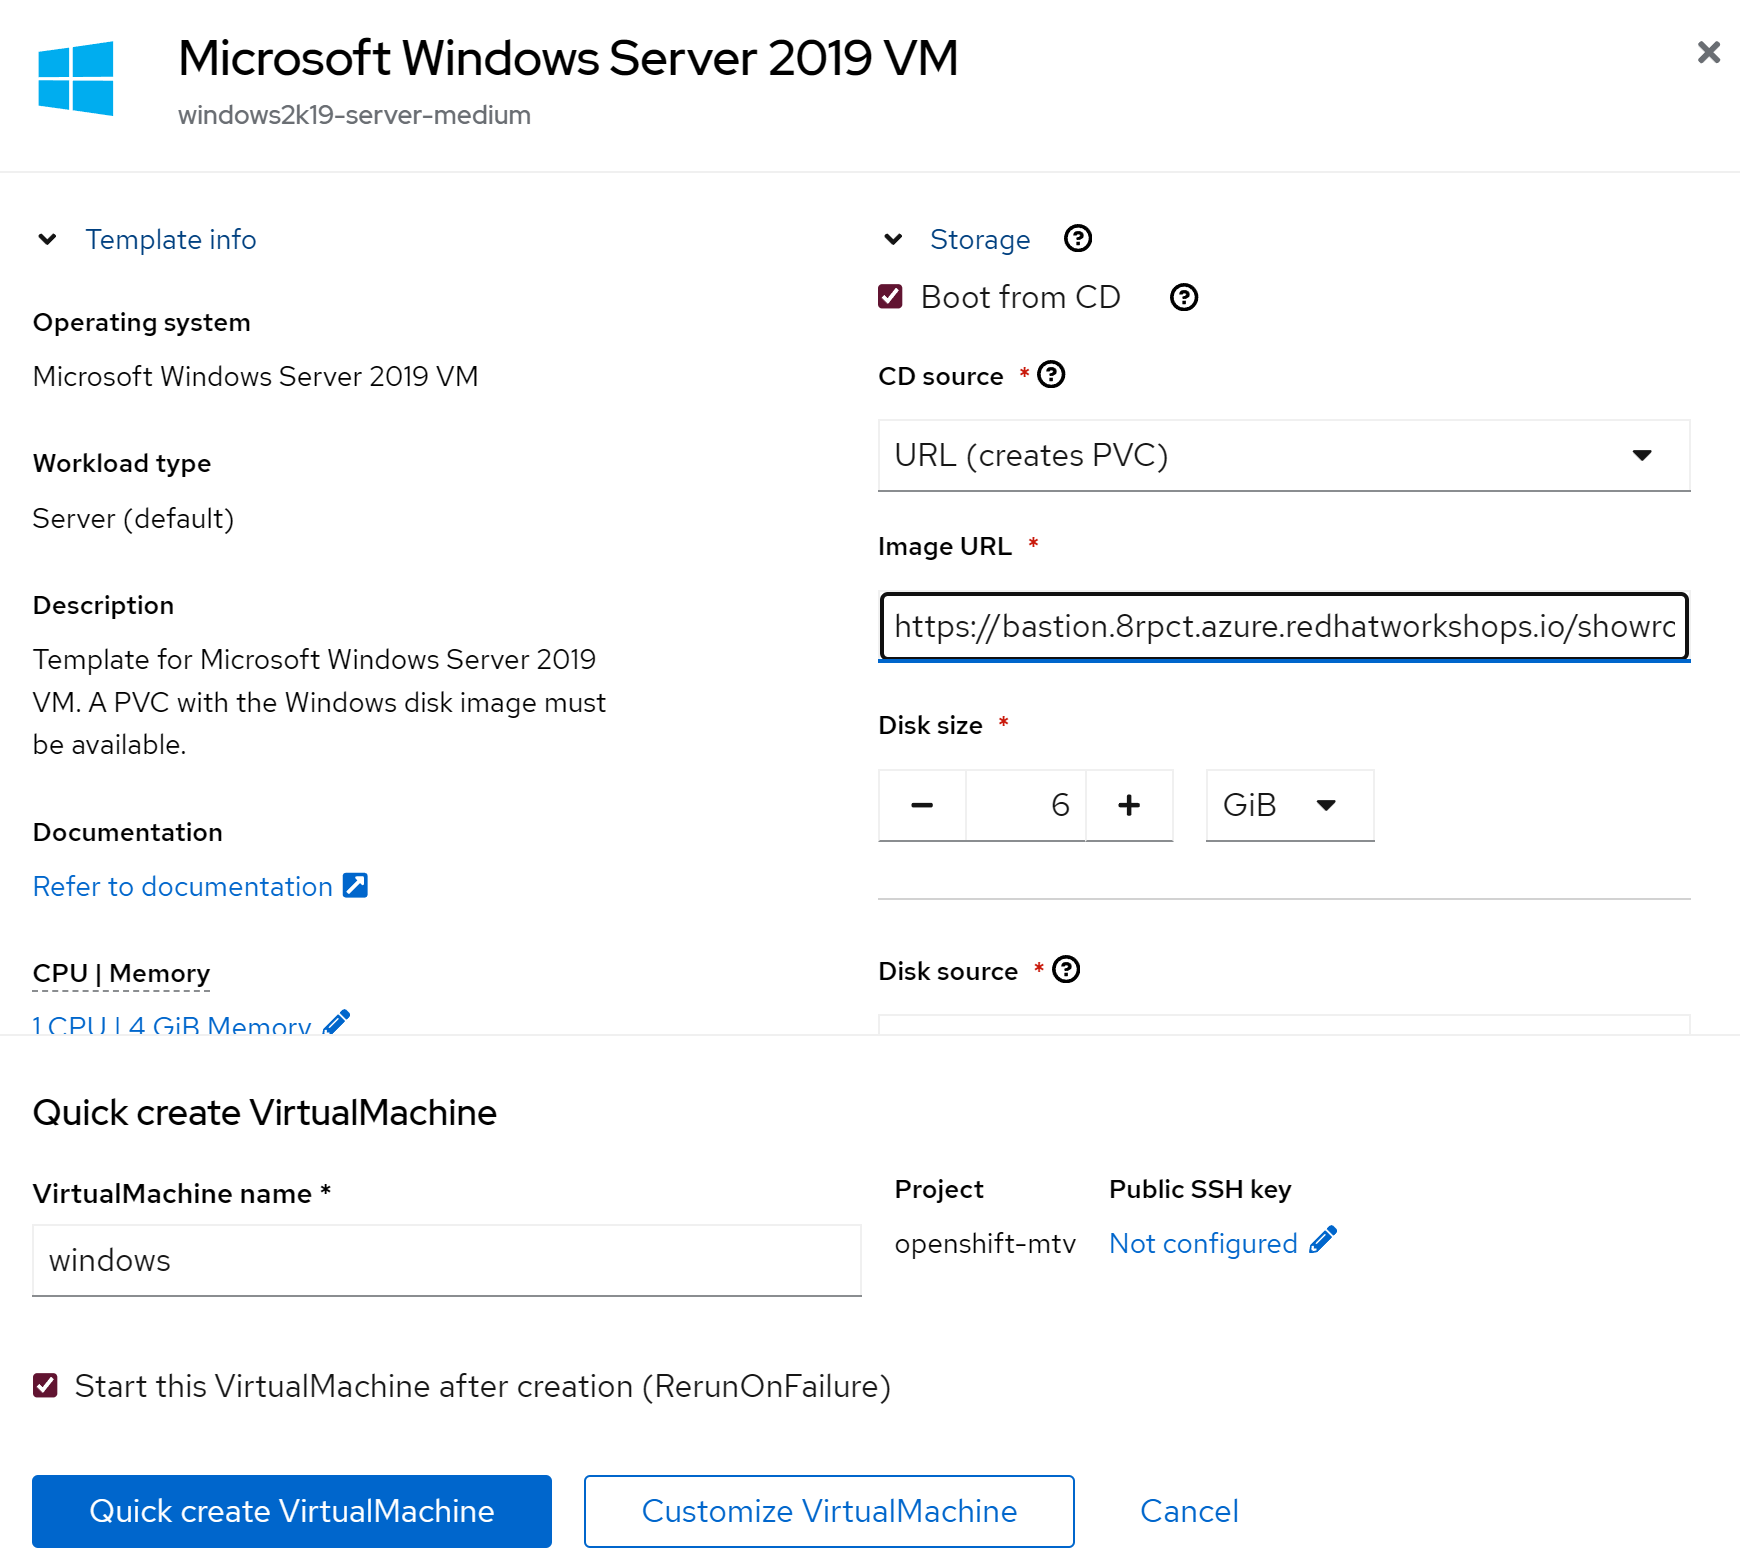 Microsoft Windows Server 2019 VM
windows2k19-server-medium
Template info
Operating system
Microsoft Windows Server 2019 VM
Workload type
Server (default)
Description
Template for Microsoft Windows Server 2019
VM. A PVC with the Windows disk image must
be available.
Documentation
Refer to documentation
CPU | Memory
1 CPU | 4 GiB Memory
Storage
Boot from CD
CD source *
URL (creates PVC)
Image URL *
https://bastion.8rpct.azure.redhatworkshops.io/showrc
Disk size *
6
GiB
Disk source *
Quick create VirtualMachine
VirtualMachine name *
windows
Project
openshift-mtv
Public SSH key
Not configured
Start this VirtualMachine after creation (RerunOnFailure)
Quick create VirtualMachine
Customize VirtualMachine
Cancel